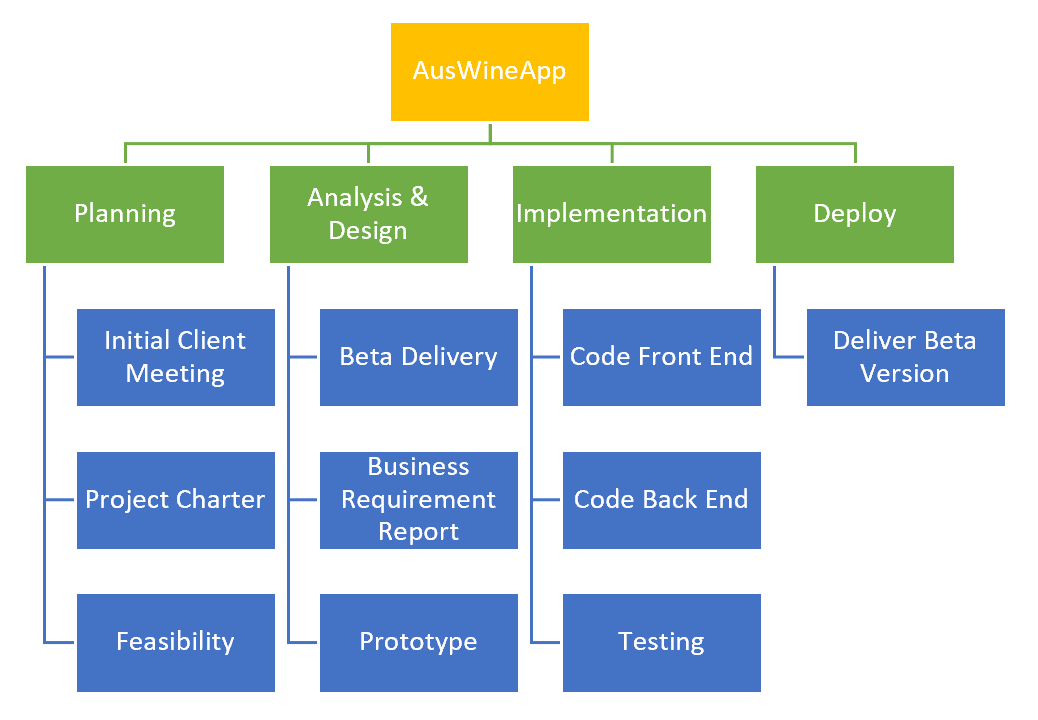 AusWineApp
Planning
Analysis &
Design
Implementation
Deploy
Initial Client
Meeting
Beta Delivery
Code Front End
Deliver Beta
Version
Project Charter
Business
Requirement
Report
Code Back End
Feasibility
Prototype
Testing